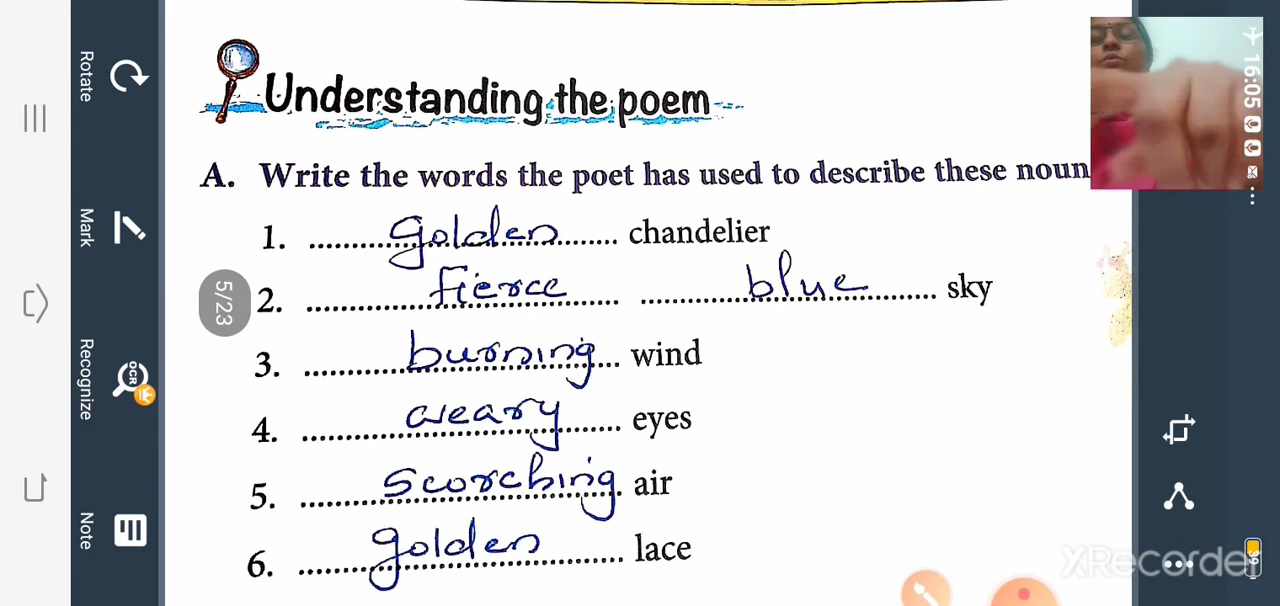 Understanding the poem
A. Write the words the poet has used to describe these noun
1. golden chandelier
2. fierce blue sky
3. burning wind
4. weary eyes
5. scorching air
6. golden lace
Rotate
Mark
Recognize
OCR
Note
5/23
16:05
39
XRecorder